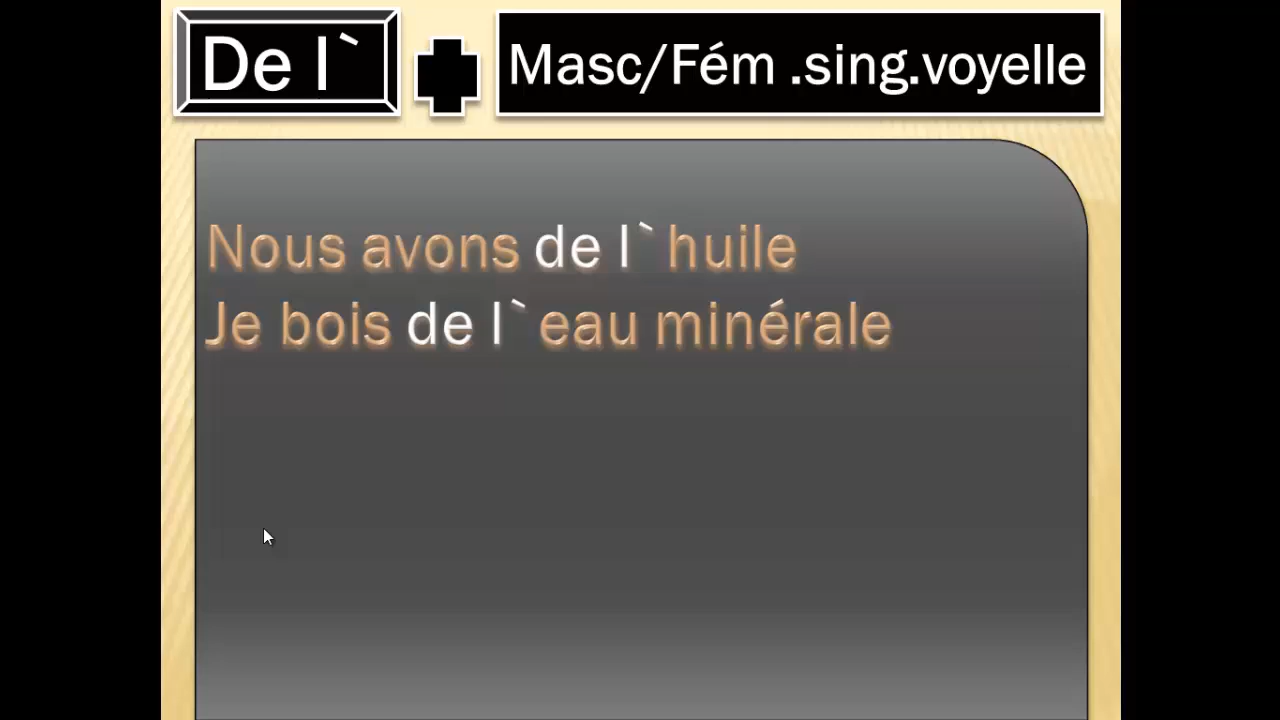 De l`
Masc/Fém .sing.voyelle
Nous avons de l`huile
Je bois de l`eau minérale